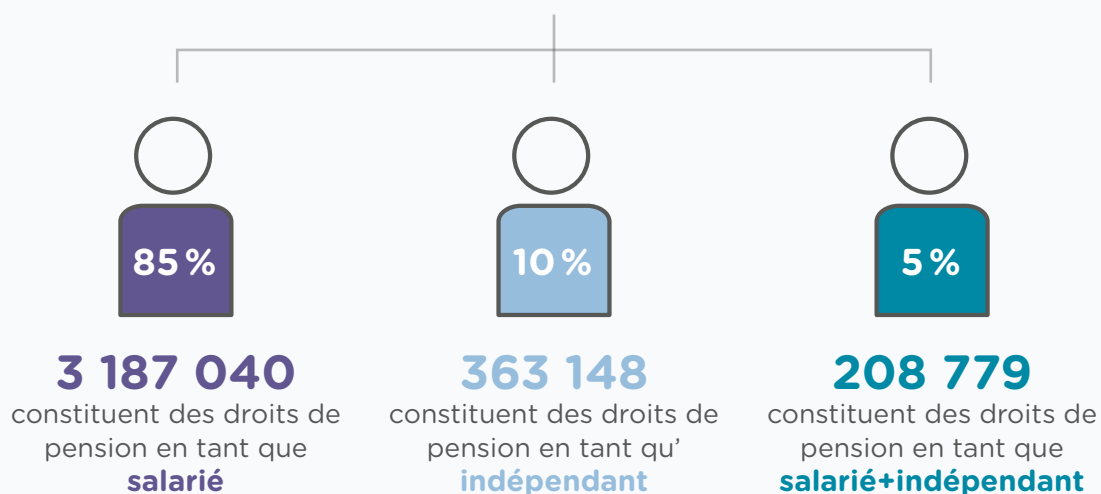 85 %
3 187 040
constituent des droits de
pension en tant que
salarié
10 %
363 148
constituent des droits de
pension en tant qu’
indépendant
5 %
208 779
constituent des droits de
pension en tant que
salarié+indépendant